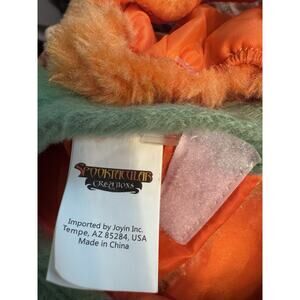 SPOOKTACULAR
CREATIONS
Imported by Joyin Inc.
Tempe, AZ 85284, USA
Made in China